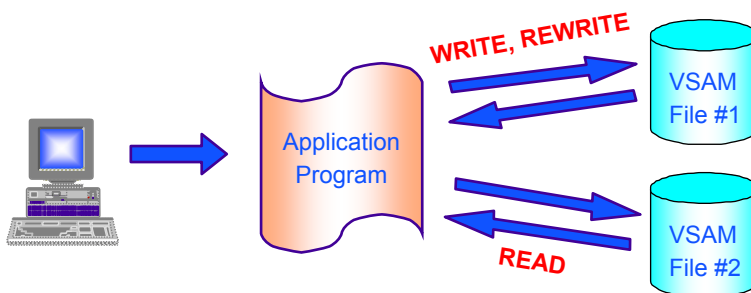 WRITE, REWRITE
VSAM
File #1
Application
Program
VSAM
File #2
READ